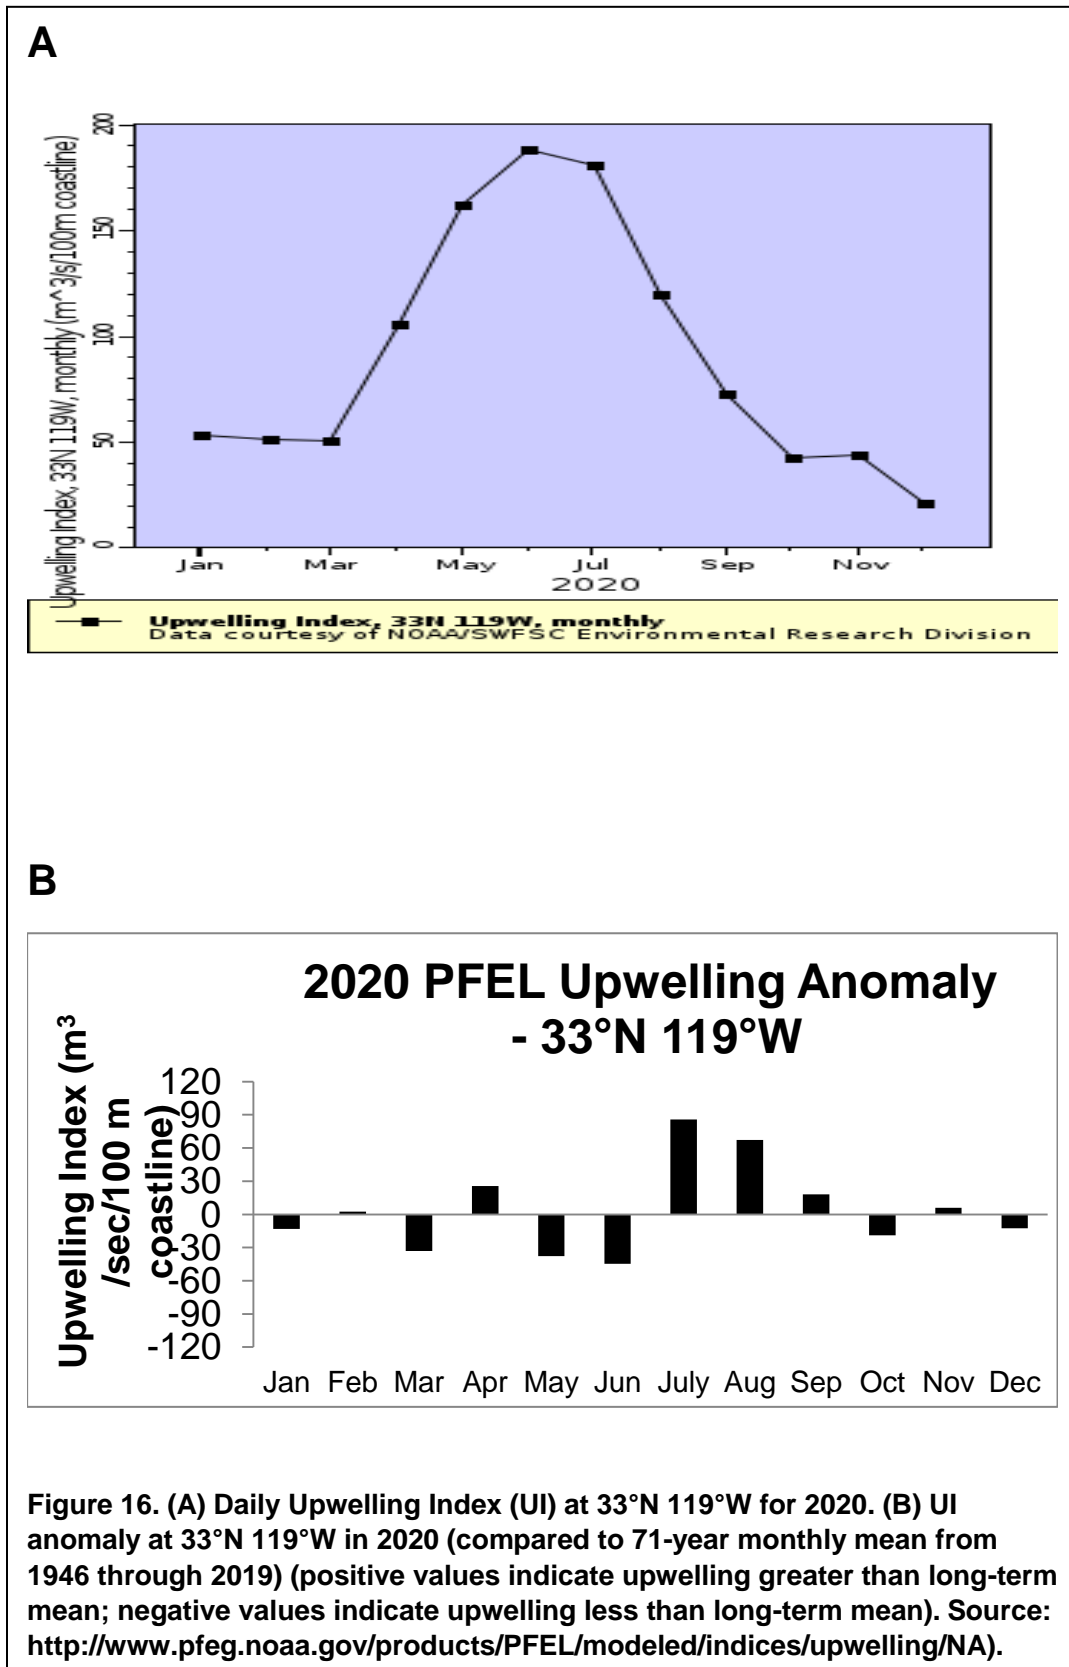 A
Upwelling Index, 33N 119W, monthly (m^3/s/100m coastline)
200
150
100
50
0
Jan Mar May Jul Sep Nov
2020
Upwelling Index, 33N 119W, monthly
Data courtesy of NOAA/SWFSC Environmental Research Division
B
2020 PFEL Upwelling Anomaly
- 33°N 119°W
Upwelling Index (m³
/sec/100 m
coastline)
120
90
60
30
0
-30
-60
-90
-120
Jan Feb Mar Apr May Jun July Aug Sep Oct Nov Dec
Figure 16. (A) Daily Upwelling Index (UI) at 33°N 119°W for 2020. (B) UI
anomaly at 33°N 119°W in 2020 (compared to 71-year monthly mean from
1946 through 2019) (positive values indicate upwelling greater than long-term
mean; negative values indicate upwelling less than long-term mean). Source:
http://www.pfeg.noaa.gov/products/PFEL/modeled/indices/upwelling/NA).